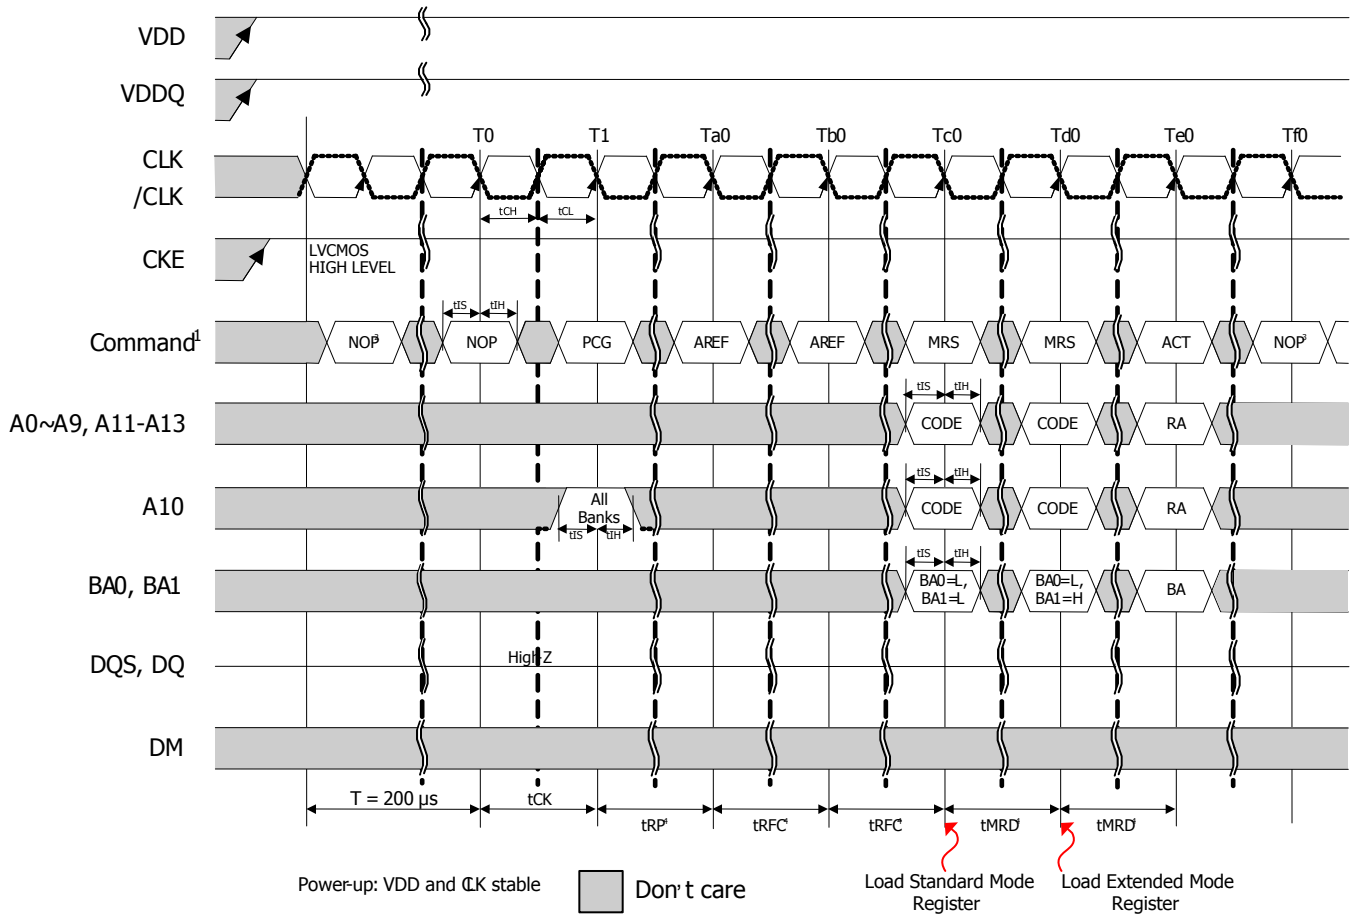 VDD
VDDQ
T0 T1 Ta0 Tb0 Tc0 Td0 Te0 Tf0
CLK
/CLK
tCH tCL
CKE
LVCMOS
HIGH LEVEL
tIS tIH
Command1
NOP3 NOP PCG AREF AREF MRS MRS ACT NOP3
tIS tIH
A0~A9, A11-A13
CODE CODE RA
tIS tIH
A10
All
Banks
CODE CODE RA
tIS tIH
tIS tIH
BA0, BA1
BA0=L,
BA1=L
BA0=L,
BA1=H
BA
DQS, DQ
High-Z
DM
T = 200 µs tCK
tRP4 tRFC4 tRFC4 tMRD4 tMRD4
Power-up: VDD and CLK stable
Don't care
Load Standard Mode
Register
Load Extended Mode
Register